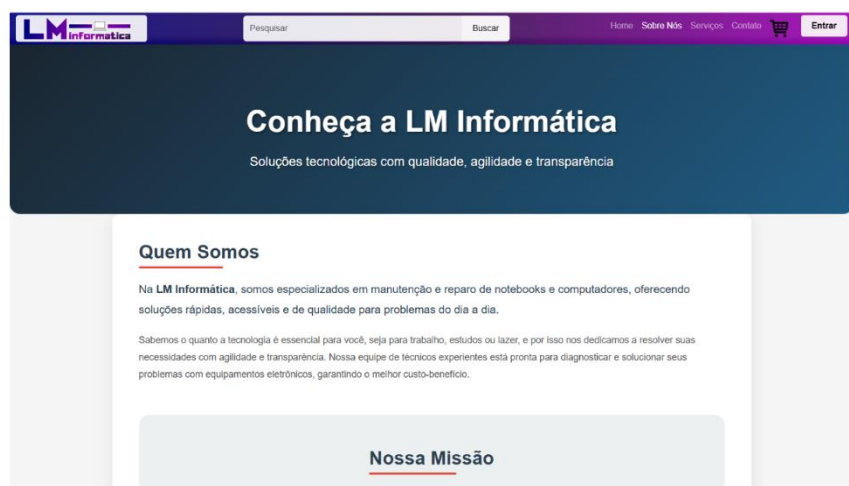 LM informatica
Pesquisar
Buscar
Home Sobre Nós Serviços Contato
Entrar
Conheça a LM Informática
Soluções tecnológicas com qualidade, agilidade e transparência
Quem Somos
Na LM Informática, somos especializados em manutenção e reparo de notebooks e computadores, oferecendo
soluções rápidas, acessíveis e de qualidade para problemas do dia a dia.
Sabemos o quanto a tecnologia é essencial para você, seja para trabalho, estudos ou lazer, e por isso nos dedicamos a resolver suas
necessidades com agilidade e transparência. Nossa equipe de técnicos experientes está pronta para diagnosticar e solucionar seus
problemas com equipamentos eletrônicos, garantindo o melhor custo-benefício.
Nossa Missão